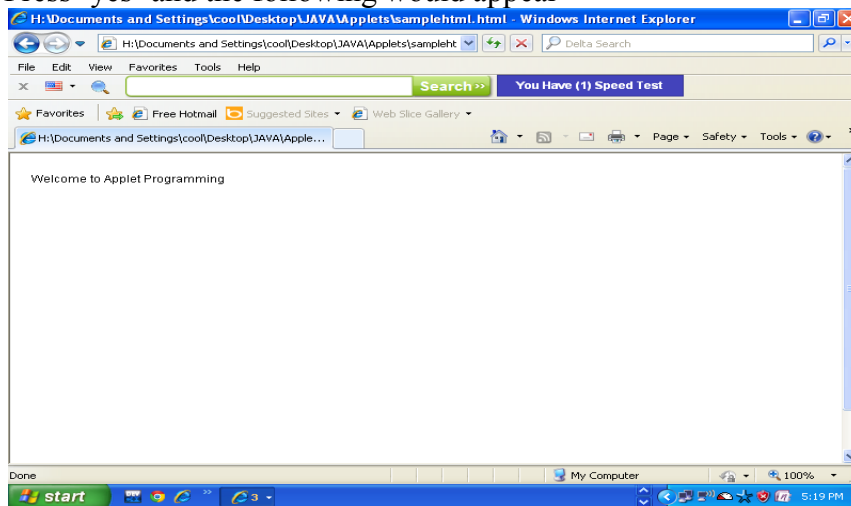 Press "yes" and the following would appear
H:\Documents and Settings\cool\Desktop\JAVA\Applets\samplehtml.html - Windows Internet Explorer
H:\Documents and Settings\cool\Desktop\JAVA\Applets\sampleht
Delta Search
File Edit View Favorites Tools Help
x Search >> You Have (1) Speed Test
Favorites Free Hotmail Suggested Sites Web Slice Gallery
H:\Documents and Settings\cool\Desktop\JAVA\Apple... Page Safety Tools
Welcome to Applet Programming
Done My Computer 100%
start 3 5:19 PM